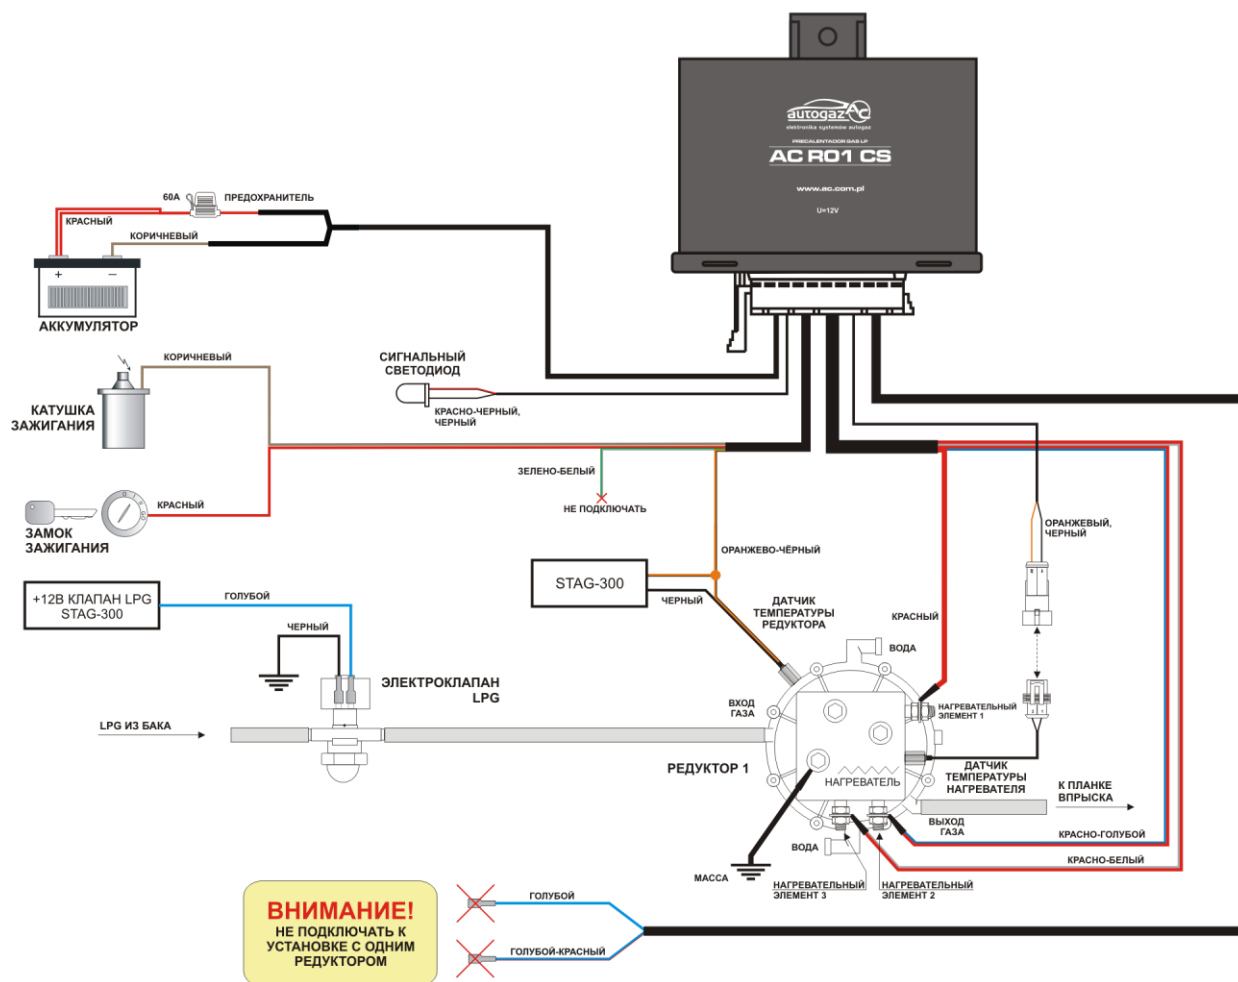 autogaz AC
elektronika systemów autogaz
PRECALENTADOR GAS LP
AC R01 CS
www.ac.com.pl
U=12V
60A
ПРЕДОХРАНИТЕЛЬ
КРАСНЫЙ
КОРИЧНЕВЫЙ
+
–
АККУМУЛЯТОР
КОРИЧНЕВЫЙ
КАТУШКА
ЗАЖИГАНИЯ
СИГНАЛЬНЫЙ
СВЕТОДИОД
КРАСНО-ЧЕРНЫЙ,
ЧЕРНЫЙ
ЗЕЛЕНО-БЕЛЫЙ
НЕ ПОДКЛЮЧАТЬ
КРАСНЫЙ
ЗАМОК
ЗАЖИГАНИЯ
ОРАНЖЕВЫЙ,
ЧЕРНЫЙ
ОРАНЖЕВО-ЧЁРНЫЙ
STAG-300
ЧЕРНЫЙ
+12В КЛАПАН LPG
STAG-300
ГОЛУБОЙ
ЧЕРНЫЙ
ДАТЧИК
ТЕМПЕРАТУРЫ
РЕДУКТОРА
КРАСНЫЙ
ВОДА
ЭЛЕКТРОКЛАПАН
LPG
ВХОД
ГАЗА
НАГРЕВАТЕЛЬНЫЙ
ЭЛЕМЕНТ 1
LPG ИЗ БАКА
РЕДУКТОР 1
НАГРЕВАТЕЛЬ
ДАТЧИК
ТЕМПЕРАТУРЫ
НАГРЕВАТЕЛЯ
К ПЛАНКЕ
ВПРЫСКА
ВЫХОД
ГАЗА
КРАСНО-ГОЛУБОЙ
ВОДА
КРАСНО-БЕЛЫЙ
МАССА
НАГРЕВАТЕЛЬНЫЙ
ЭЛЕМЕНТ 3
НАГРЕВАТЕЛЬНЫЙ
ЭЛЕМЕНТ 2
ВНИМАНИЕ!
НЕ ПОДКЛЮЧАТЬ К
УСТАНОВКЕ С ОДНИМ
РЕДУКТОРОМ
ГОЛУБОЙ
ГОЛУБОЙ-КРАСНЫЙ